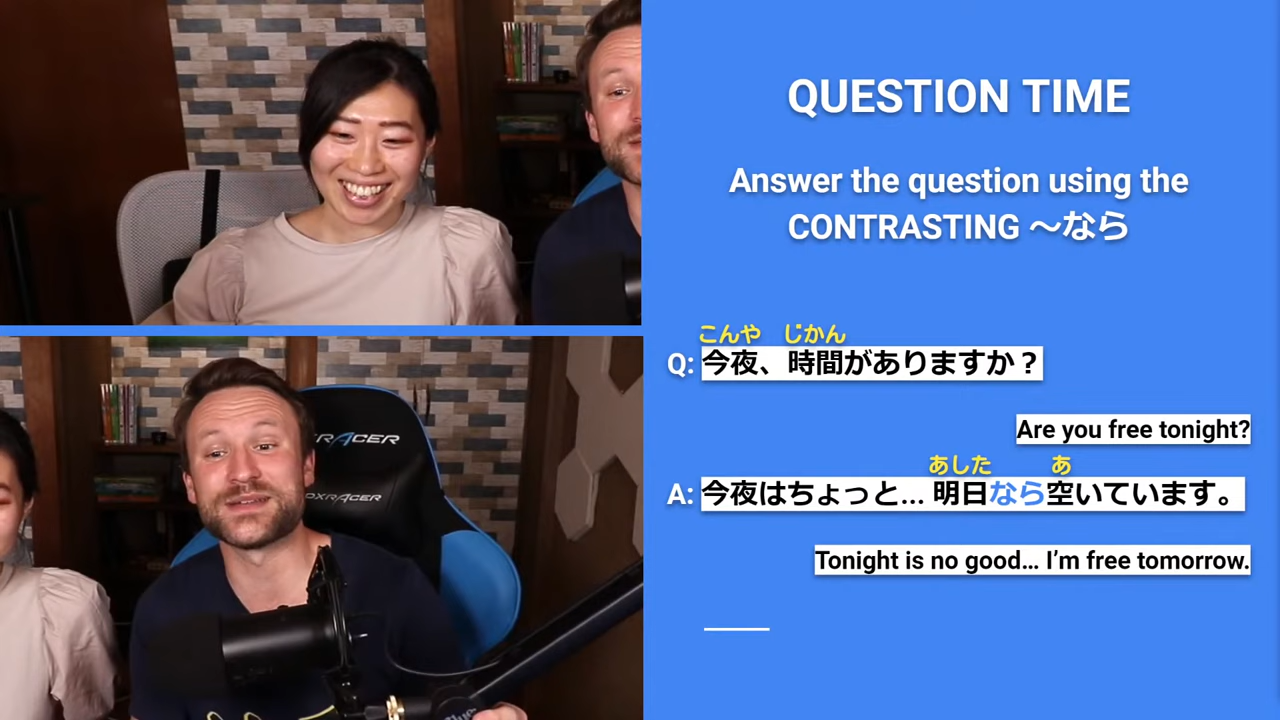 QUESTION TIME
Answer the question using the
CONTRASTING ～なら
こんや じかん
Q: 今夜、時間がありますか？
Are you free tonight?
あした あ
A: 今夜はちょっと... 明日なら空いています。
Tonight is no good... I'm free tomorrow.
RACER
DXRACER